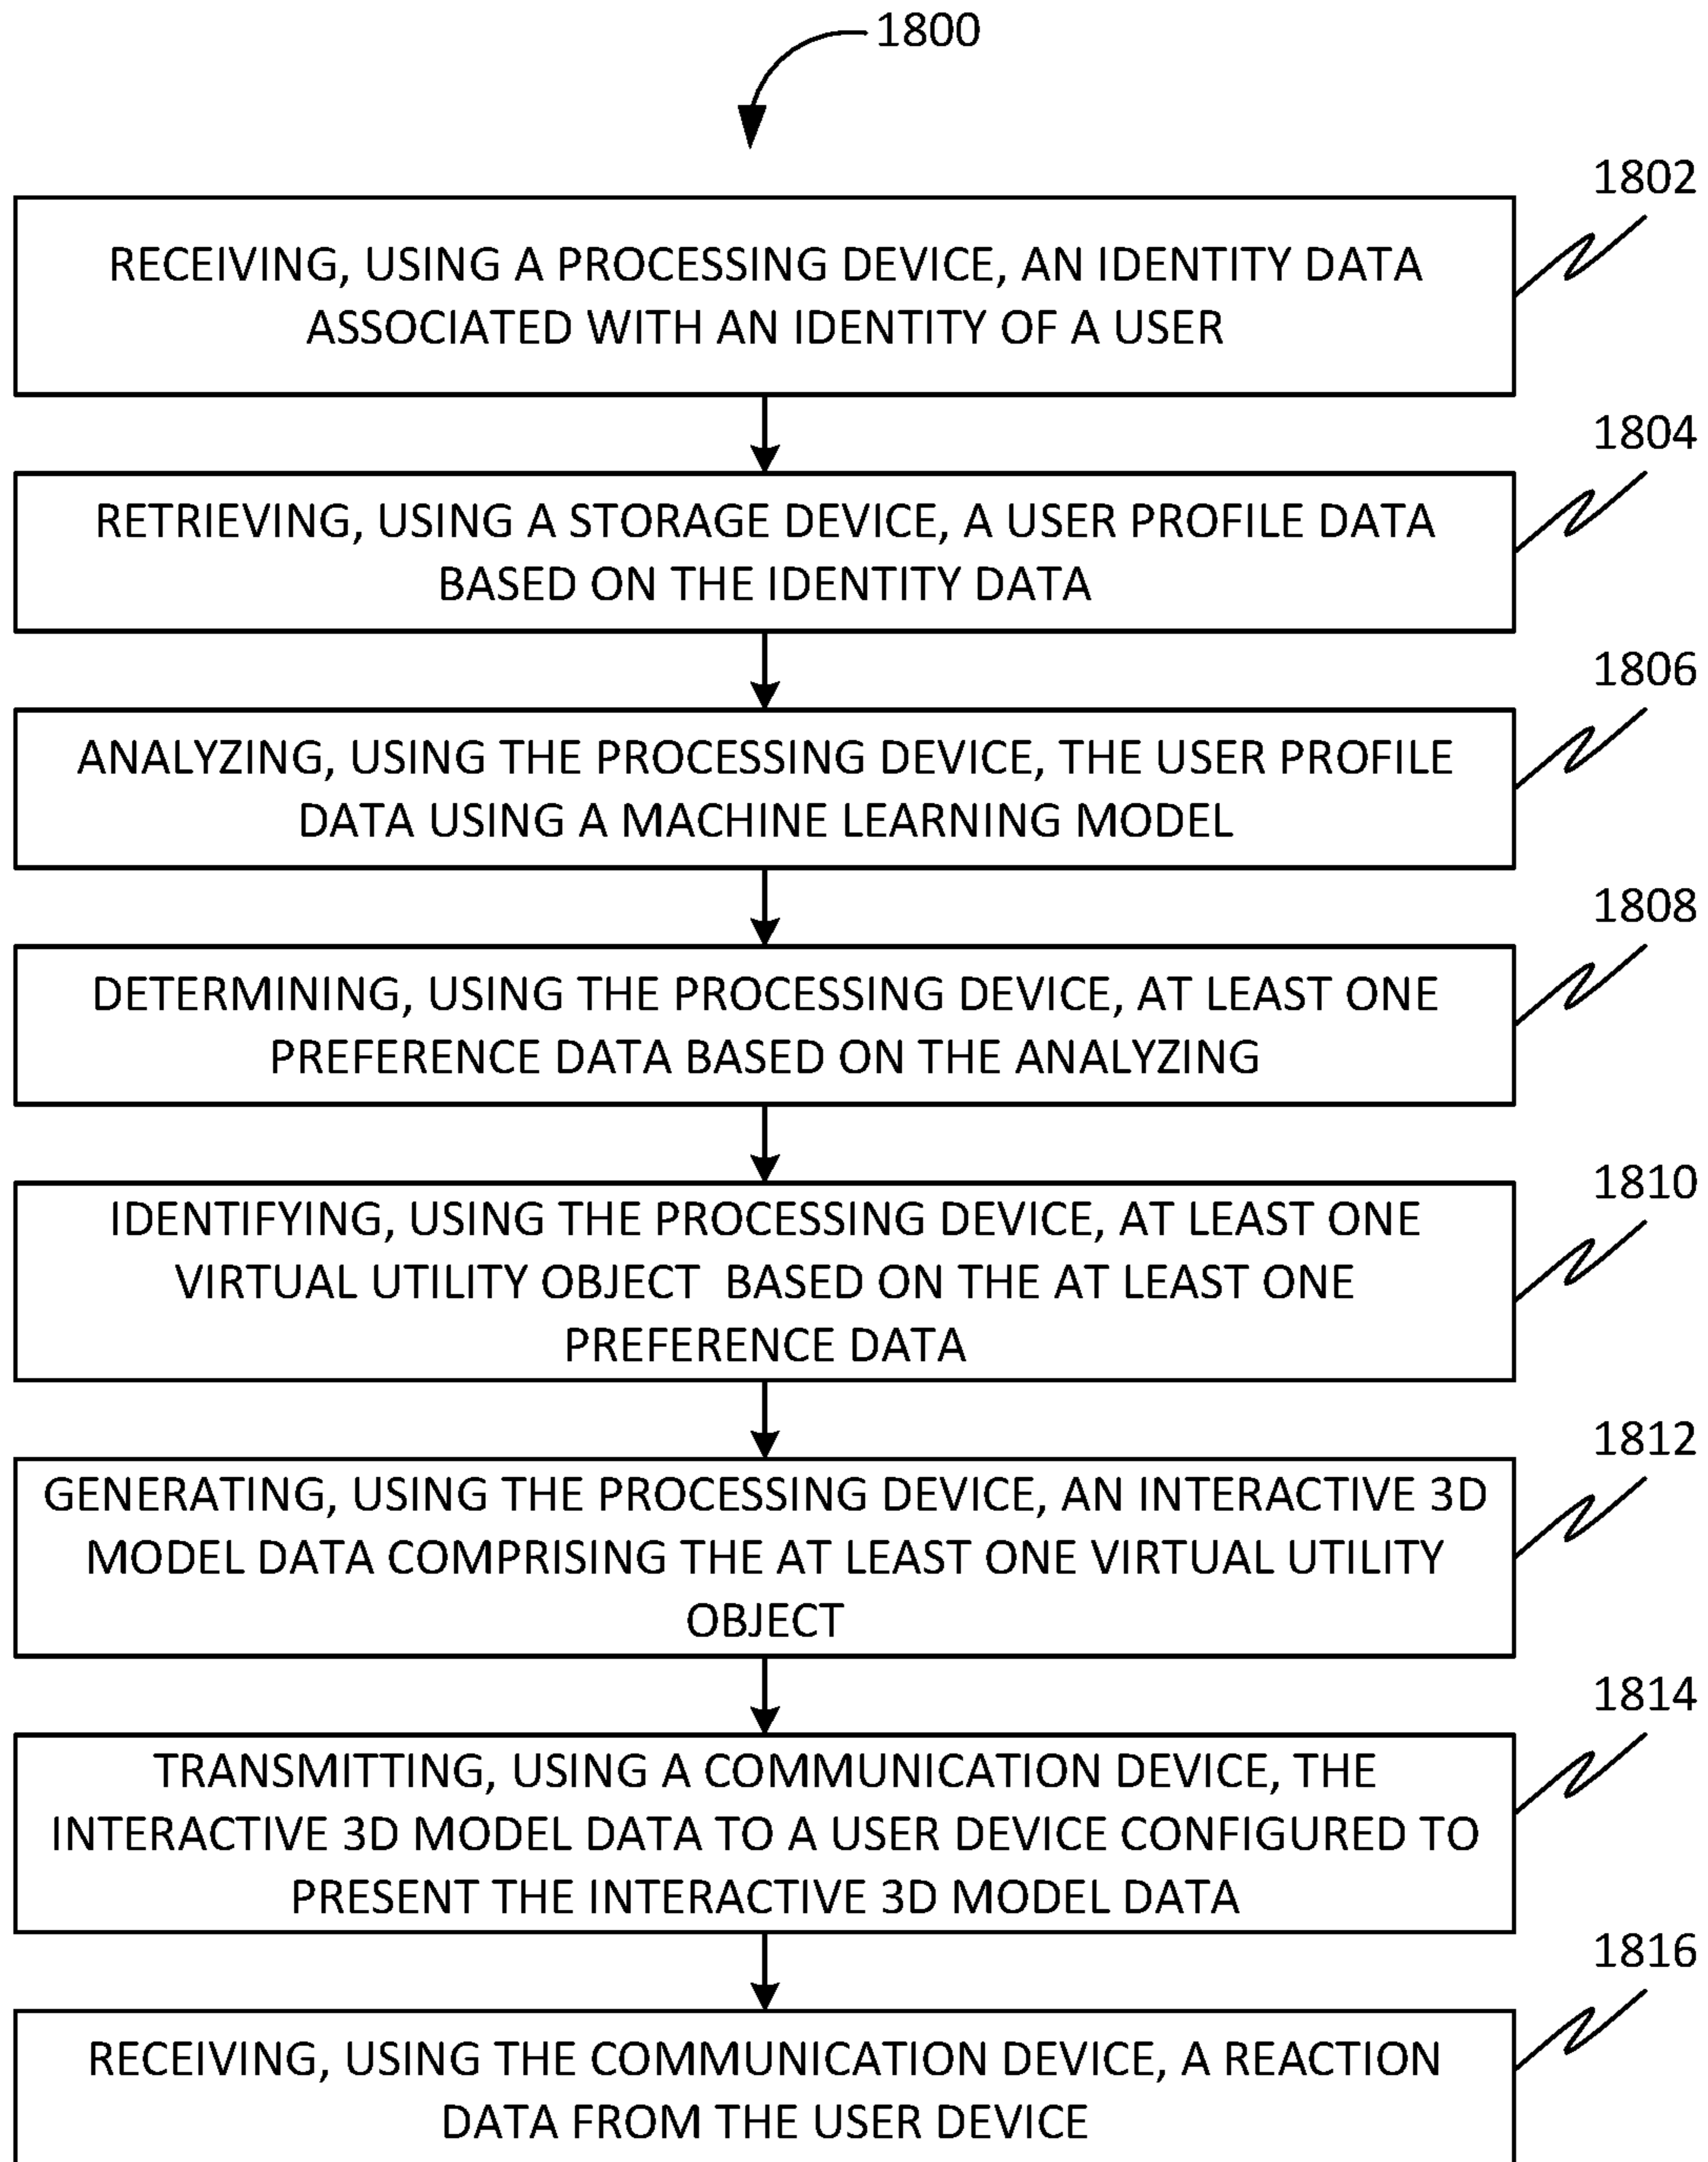 1800
1802
RECEIVING, USING A PROCESSING DEVICE, AN IDENTITY DATA
ASSOCIATED WITH AN IDENTITY OF A USER
1804
RETRIEVING, USING A STORAGE DEVICE, A USER PROFILE DATA
BASED ON THE IDENTITY DATA
1806
ANALYZING, USING THE PROCESSING DEVICE, THE USER PROFILE
DATA USING A MACHINE LEARNING MODEL
1808
DETERMINING, USING THE PROCESSING DEVICE, AT LEAST ONE
PREFERENCE DATA BASED ON THE ANALYZING
1810
IDENTIFYING, USING THE PROCESSING DEVICE, AT LEAST ONE
VIRTUAL UTILITY OBJECT  BASED ON THE AT LEAST ONE
PREFERENCE DATA
1812
GENERATING, USING THE PROCESSING DEVICE, AN INTERACTIVE 3D
MODEL DATA COMPRISING THE AT LEAST ONE VIRTUAL UTILITY
OBJECT
1814
TRANSMITTING, USING A COMMUNICATION DEVICE, THE
INTERACTIVE 3D MODEL DATA TO A USER DEVICE CONFIGURED TO
PRESENT THE INTERACTIVE 3D MODEL DATA
1816
RECEIVING, USING THE COMMUNICATION DEVICE, A REACTION
DATA FROM THE USER DEVICE